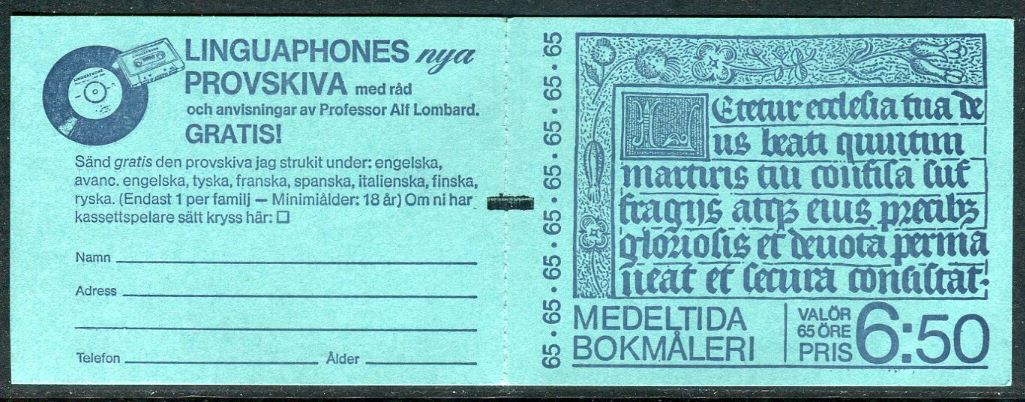 LINGUAPHONES nya
PROVSKIVA med råd
och anvisningar av Professor Alf Lombard.
GRATIS!
Sänd gratis den provskiva jag strukit under: engelska,
avanc. engelska, tyska, franska, spanska, italienska, finska,
ryska. (Endast 1 per familj — Minimiålder: 18 år) Om ni har
kassettspelare sätt kryss här: ☐
Namn
Adress
Telefon Ålder
65 • 65 • 65 • 65 • 65 • 65 • 65 • 65 • 65
Letetur ecclesia tua de
us beati quintini
martiris tui confisa suf
fragijs atqz eius precibz
gloriosis et deuota perma
neat et secura consistat:
MEDELTIDA
BOKMÅLERI
VALÖR
65 ÖRE
PRIS
6:50